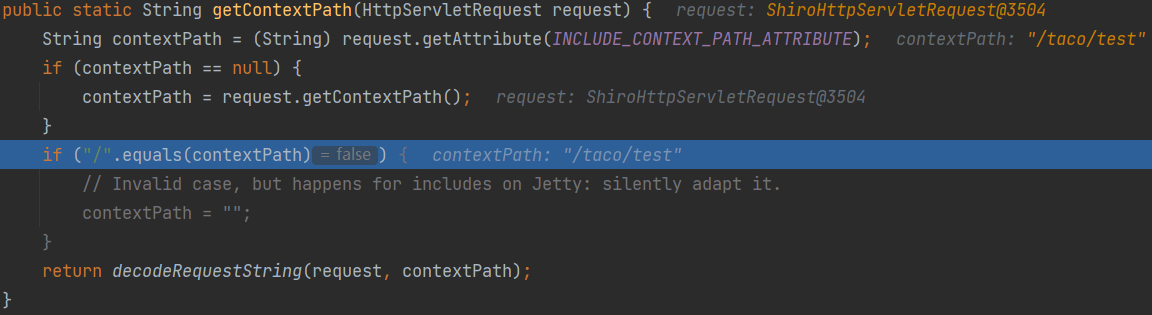 public static String getContextPath(HttpServletRequest request) {  request: ShiroHttpServletRequest@3504
    String contextPath = (String) request.getAttribute(INCLUDE_CONTEXT_PATH_ATTRIBUTE);  contextPath: "/taco/test"
    if (contextPath == null) {
        contextPath = request.getContextPath();  request: ShiroHttpServletRequest@3504
    }
    if ("/".equals(contextPath) = false ) {  contextPath: "/taco/test"
        // Invalid case, but happens for includes on Jetty: silently adapt it.
        contextPath = "";
    }
    return decodeRequestString(request, contextPath);
}